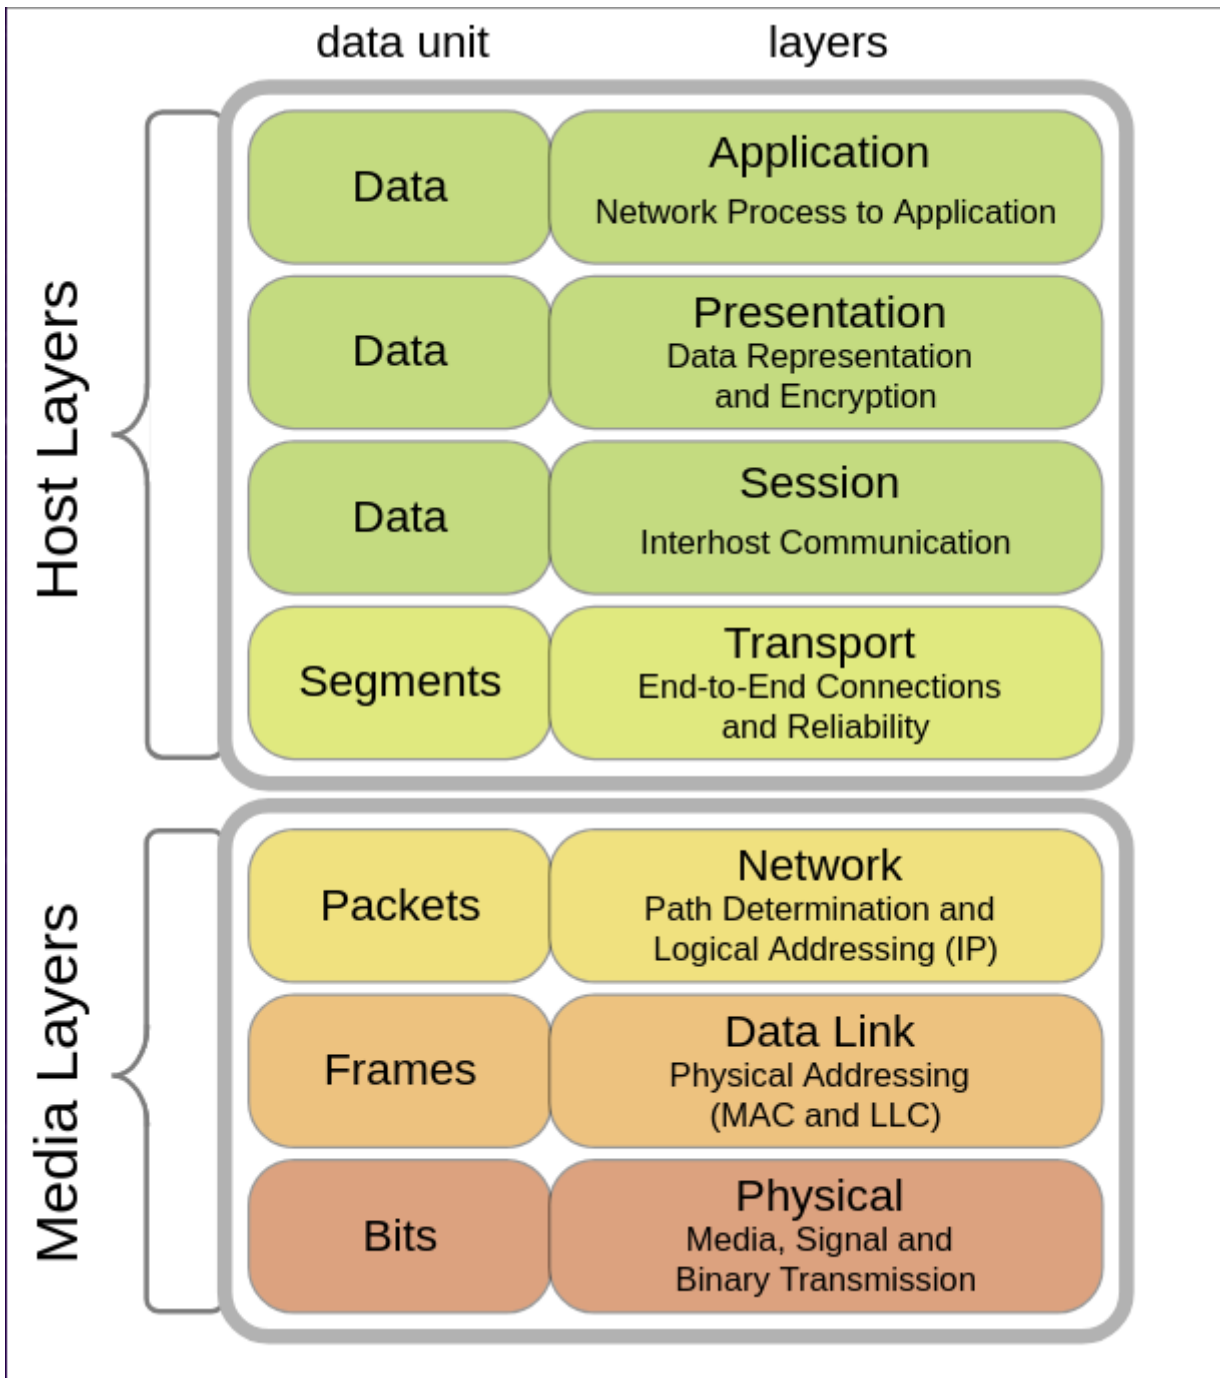 data unit layers
Host Layers
Data
Application
Network Process to Application
Data
Presentation
Data Representation
and Encryption
Data
Session
Interhost Communication
Segments
Transport
End-to-End Connections
and Reliability
Media Layers
Packets
Network
Path Determination and
Logical Addressing (IP)
Frames
Data Link
Physical Addressing
(MAC and LLC)
Bits
Physical
Media, Signal and
Binary Transmission